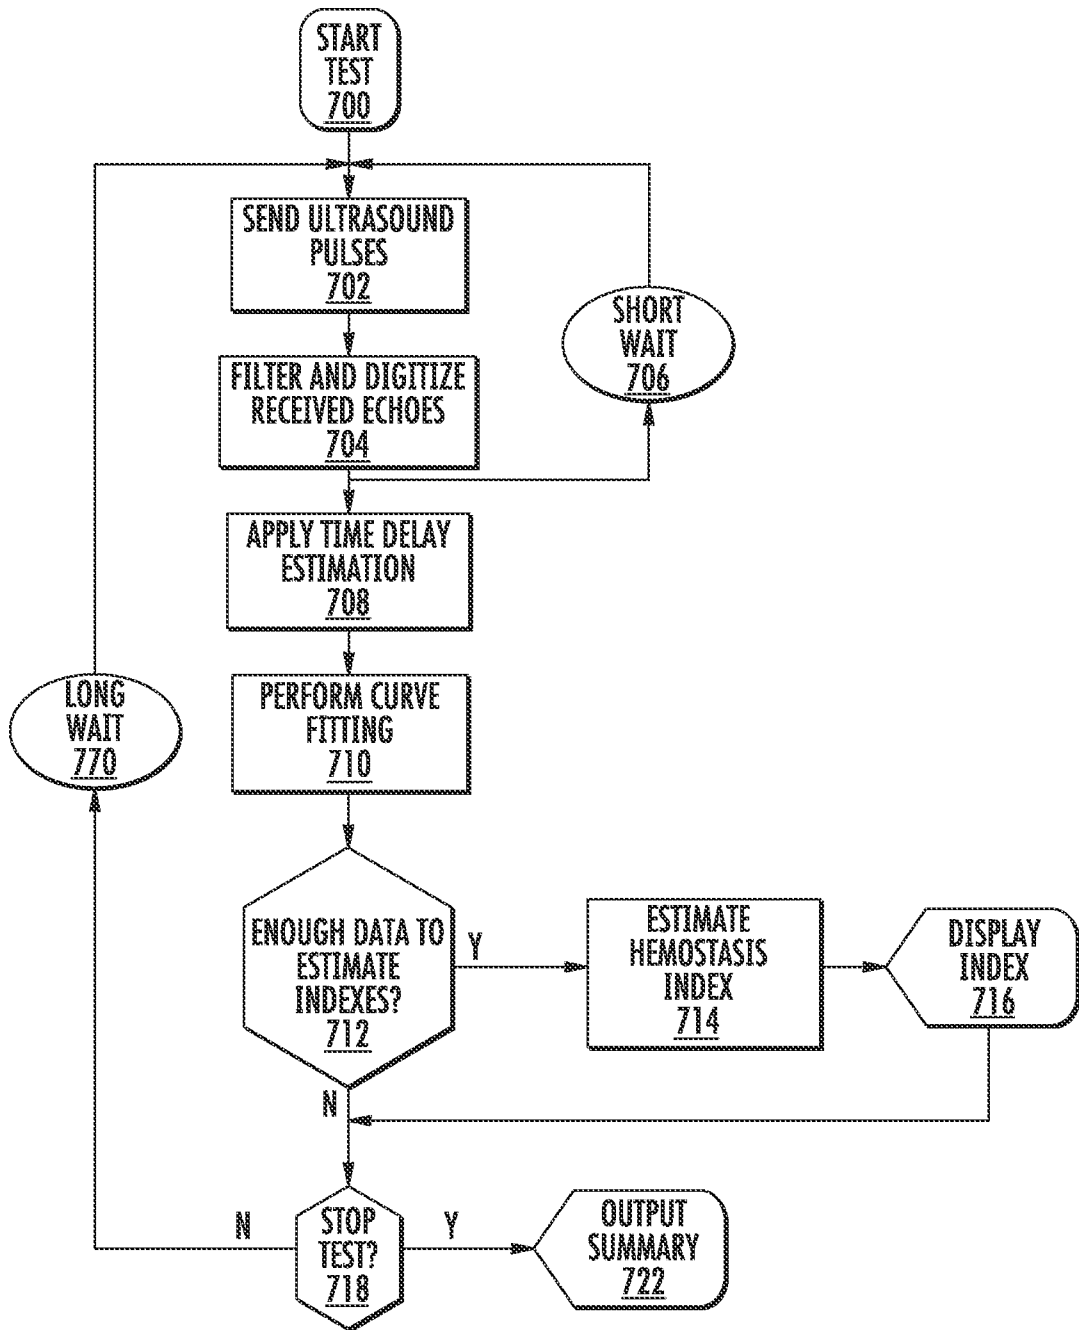 START
TEST
700
SEND ULTRASOUND
PULSES
702
SHORT
WAIT
706
FILTER AND DIGITIZE
RECEIVED ECHOES
704
APPLY TIME DELAY
ESTIMATION
708
LONG
WAIT
770
PERFORM CURVE
FITTING
710
ENOUGH DATA TO
ESTIMATE
INDEXES?
712
Y
ESTIMATE
HEMOSTASIS
INDEX
714
DISPLAY
INDEX
716
N
N
STOP
TEST?
718
Y
OUTPUT
SUMMARY
722